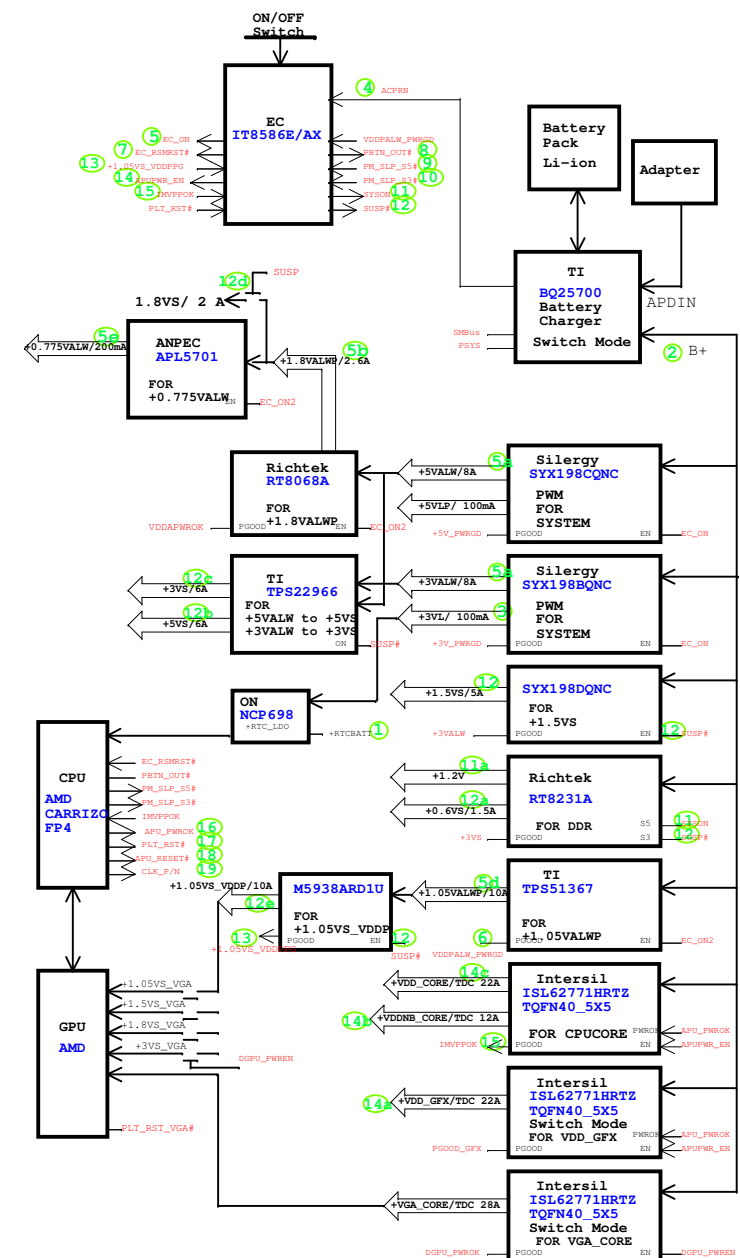 ON/OFF
Switch
4
ACPRN
EC
IT8586E/AX
5
EC_ON
7
EC_RSMRST#
13
+1.05VS_VDDPPG
14
APUPWR_EN
15
IMVPPOK
PLT_RST#
VDDPALW_PWRGD
PBTN_OUT#
8
PM_SLP_S5#
9
PM_SLP_S3#
10
SYSON
11
SUSP#
12
Battery
Pack
Li-ion
Adapter
TI
BQ25700
Battery
Charger
Switch Mode
APDIN
SMBus
PSYS
2
B+
12d
SUSP
1.8VS/ 2 A
5e
+0.775VALW/200mA
ANPEC
APL5701
FOR
+0.775VALW
EN
EC_ON2
5b
+1.8VALWP/2.6A
Richtek
RT8068A
FOR
+1.8VALWP
VDDAPWROK
PGOOD
EN
EC_ON2
5a
+5VALW/8A
+5VLP/ 100mA
+5V_PWRGD
Silergy
SYX198CQNC
PWM
FOR
SYSTEM
PGOOD
EN
EC_ON
12c
+3VS/6A
12b
+5VS/6A
TI
TPS22966
FOR
+5VALW to +5VS
+3VALW to +3VS
ON
SUSP#
5a
+3VALW/8A
+3VL/ 100mA
3
+3V_PWRGD
Silergy
SYX198BQNC
PWM
FOR
SYSTEM
PGOOD
EN
EC_ON
ON
NCP698
+RTC_LDO
+RTCBATT
1
12
+1.5VS/5A
+3VALW
SYX198DQNC
FOR
+1.5VS
PGOOD
EN
12
SUSP#
CPU
AMD
CARRIZO
FP4
EC_RSMRST#
PBTN_OUT#
PM_SLP_S5#
PM_SLP_S3#
IMVPPOK
APU_PWROK
16
PLT_RST#
17
APU_RESET#
18
CLK_P/N
19
11a
+1.2V
12a
+0.6VS/1.5A
+3VS
Richtek
RT8231A
FOR DDR
PGOOD
S5
S3
11
SYSON
12
SUSP#
+1.05VS_VDDP/10A
12e
13
M5938ARD1U
FOR
+1.05VS_VDDP
PGOOD
EN
12
SUSP#
5d
+1.05VALWP/10A
6
VDDPALW_PWRGD
TI
TPS51367
FOR
+1.05VALWP
PGOOD
EN
EC_ON2
GPU
AMD
+1.05VS_VGA
+1.5VS_VGA
+1.8VS_VGA
+3VS_VGA
DGPU_PWREN
PLT_RST_VGA#
14c
+VDD_CORE/TDC 22A
14b
+VDDNB_CORE/TDC 12A
IMVPPOK
15
Intersil
ISL62771HRTZ
TQFN40_5X5
FOR CPUCORE
PWROK
APU_PWROK
PGOOD
EN
APUPWR_EN
14a
+VDD_GFX/TDC 22A
PGOOD_GFX
Intersil
ISL62771HRTZ
TQFN40_5X5
Switch Mode
FOR VDD_GFX
PWROK
APU_PWROK
PGOOD
EN
APUPWR_EN
+VGA_CORE/TDC 28A
DGPU_PWROK
Intersil
ISL62771HRTZ
TQFN40_5X5
Switch Mode
FOR VGA_CORE
PGOOD
EN
DGPU_PWREN